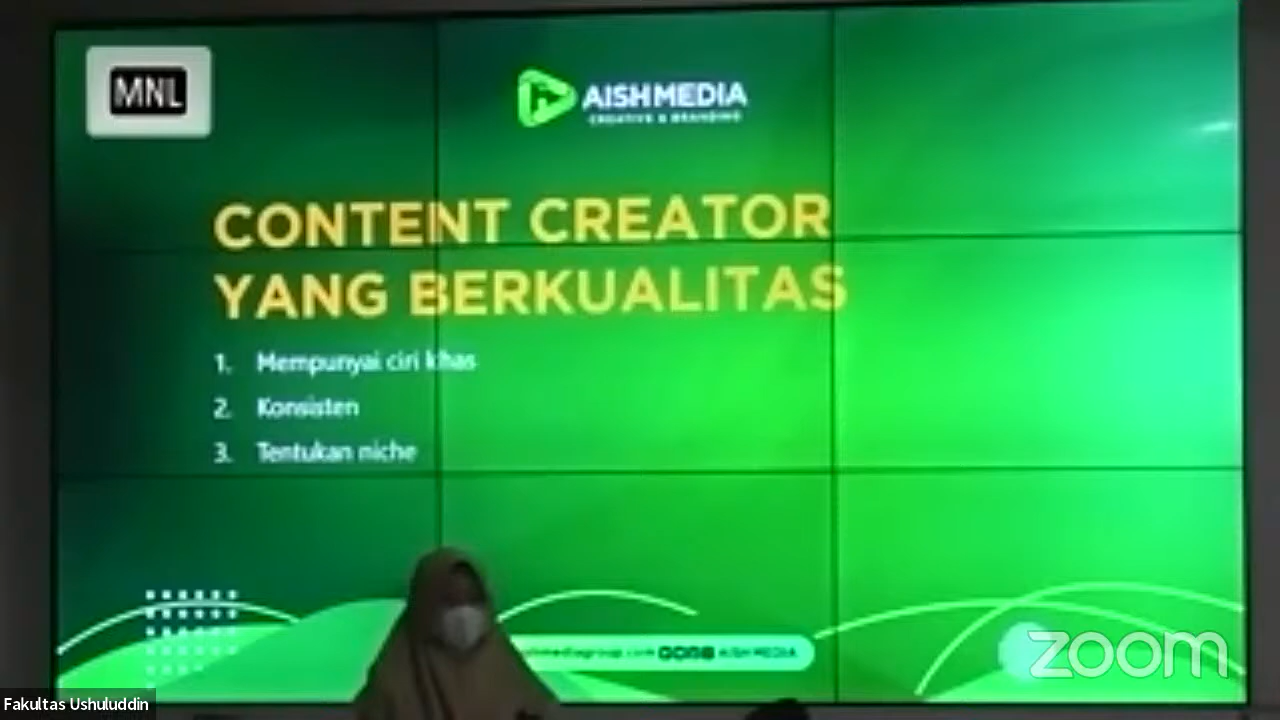 MNL
AISHMEDIA
CREATIVE & BRANDING
CONTENT CREATOR
YANG BERKUALITAS
1. Mempunyai ciri khas
2. Konsisten
3. Tentukan niche
AISH MEDIA
zoom
Fakultas Ushuluddin